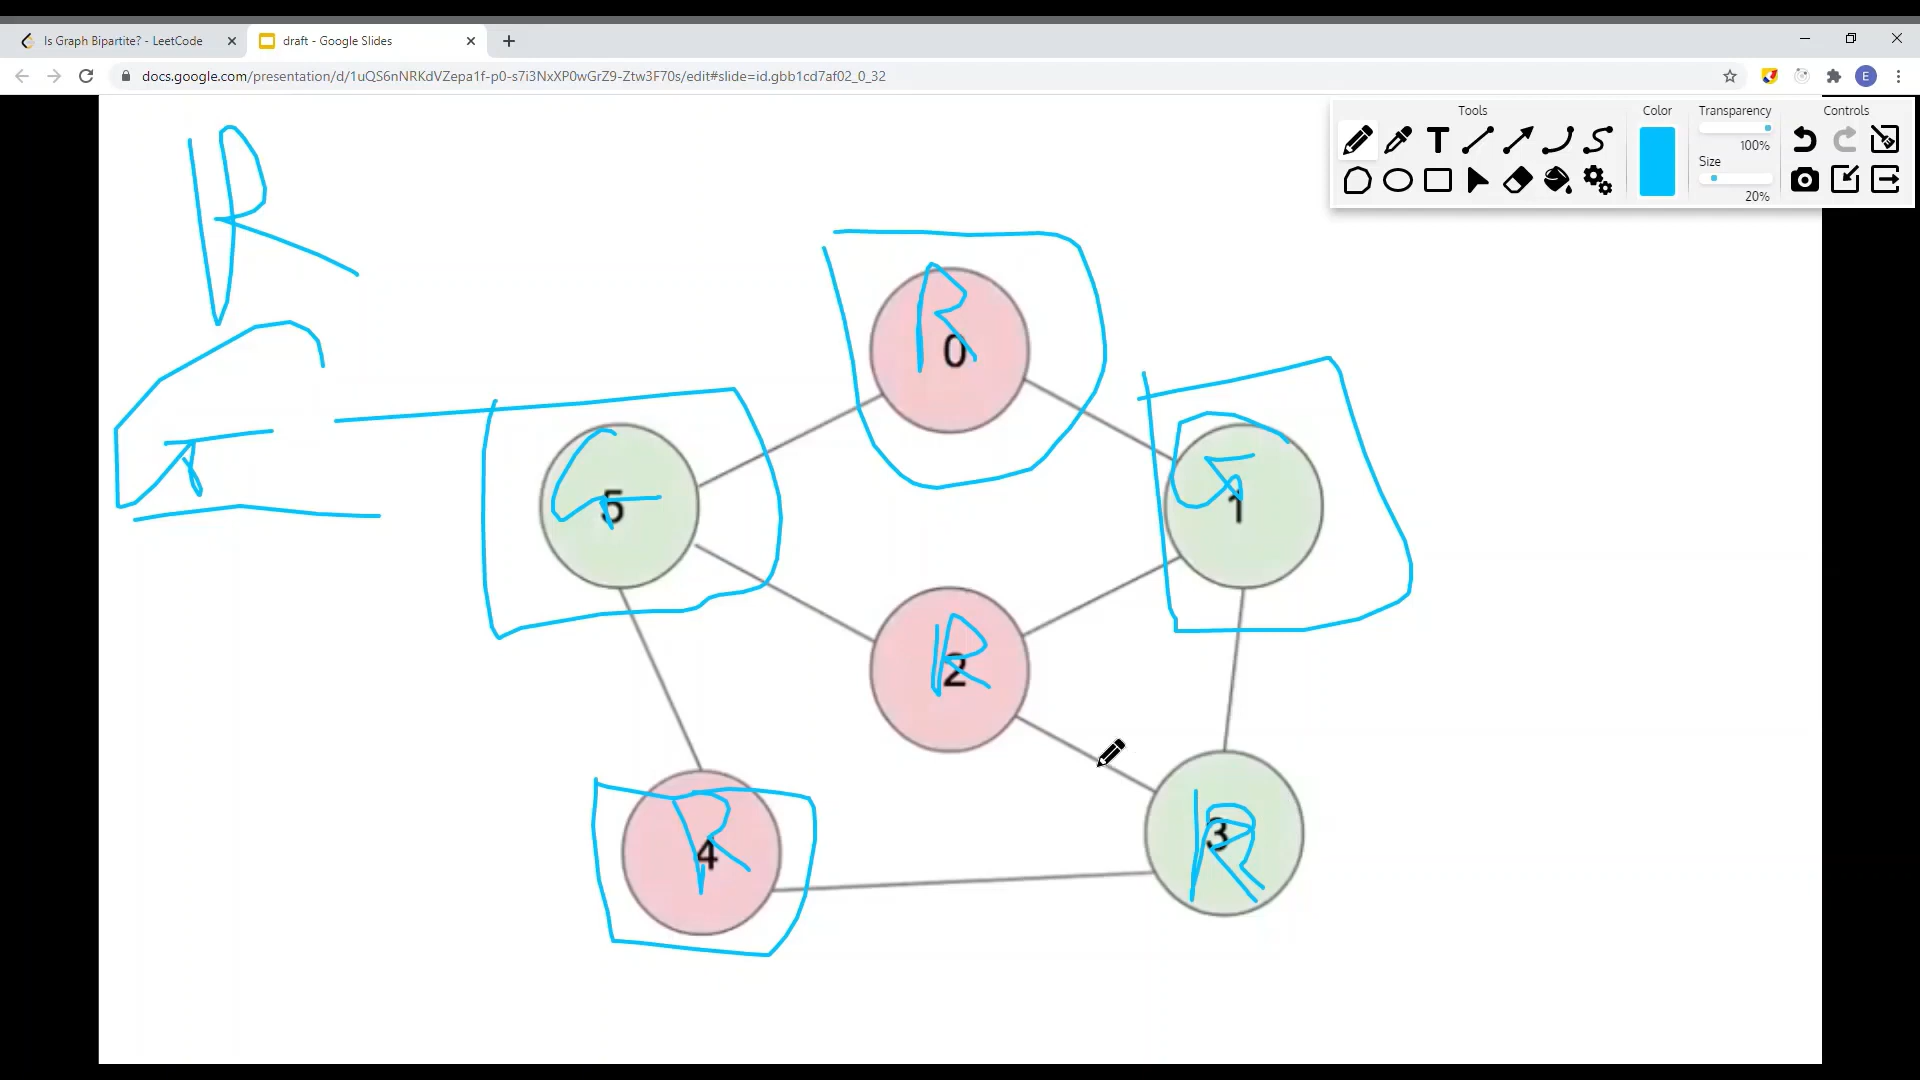 Is Graph Bipartite? - LeetCode
draft - Google Slides
docs.google.com/presentation/d/1uQS6nNRKdVZepa1f-p0-s7i3NxXP0wGrZ9-Ztw3F70s/edit#slide=id.gbb1cd7af02_0_32
E
Tools
Color
Transparency
Controls
T
100%
Size
20%
R
G
R
0
G
5
G
1
R
2
R
4
R
3